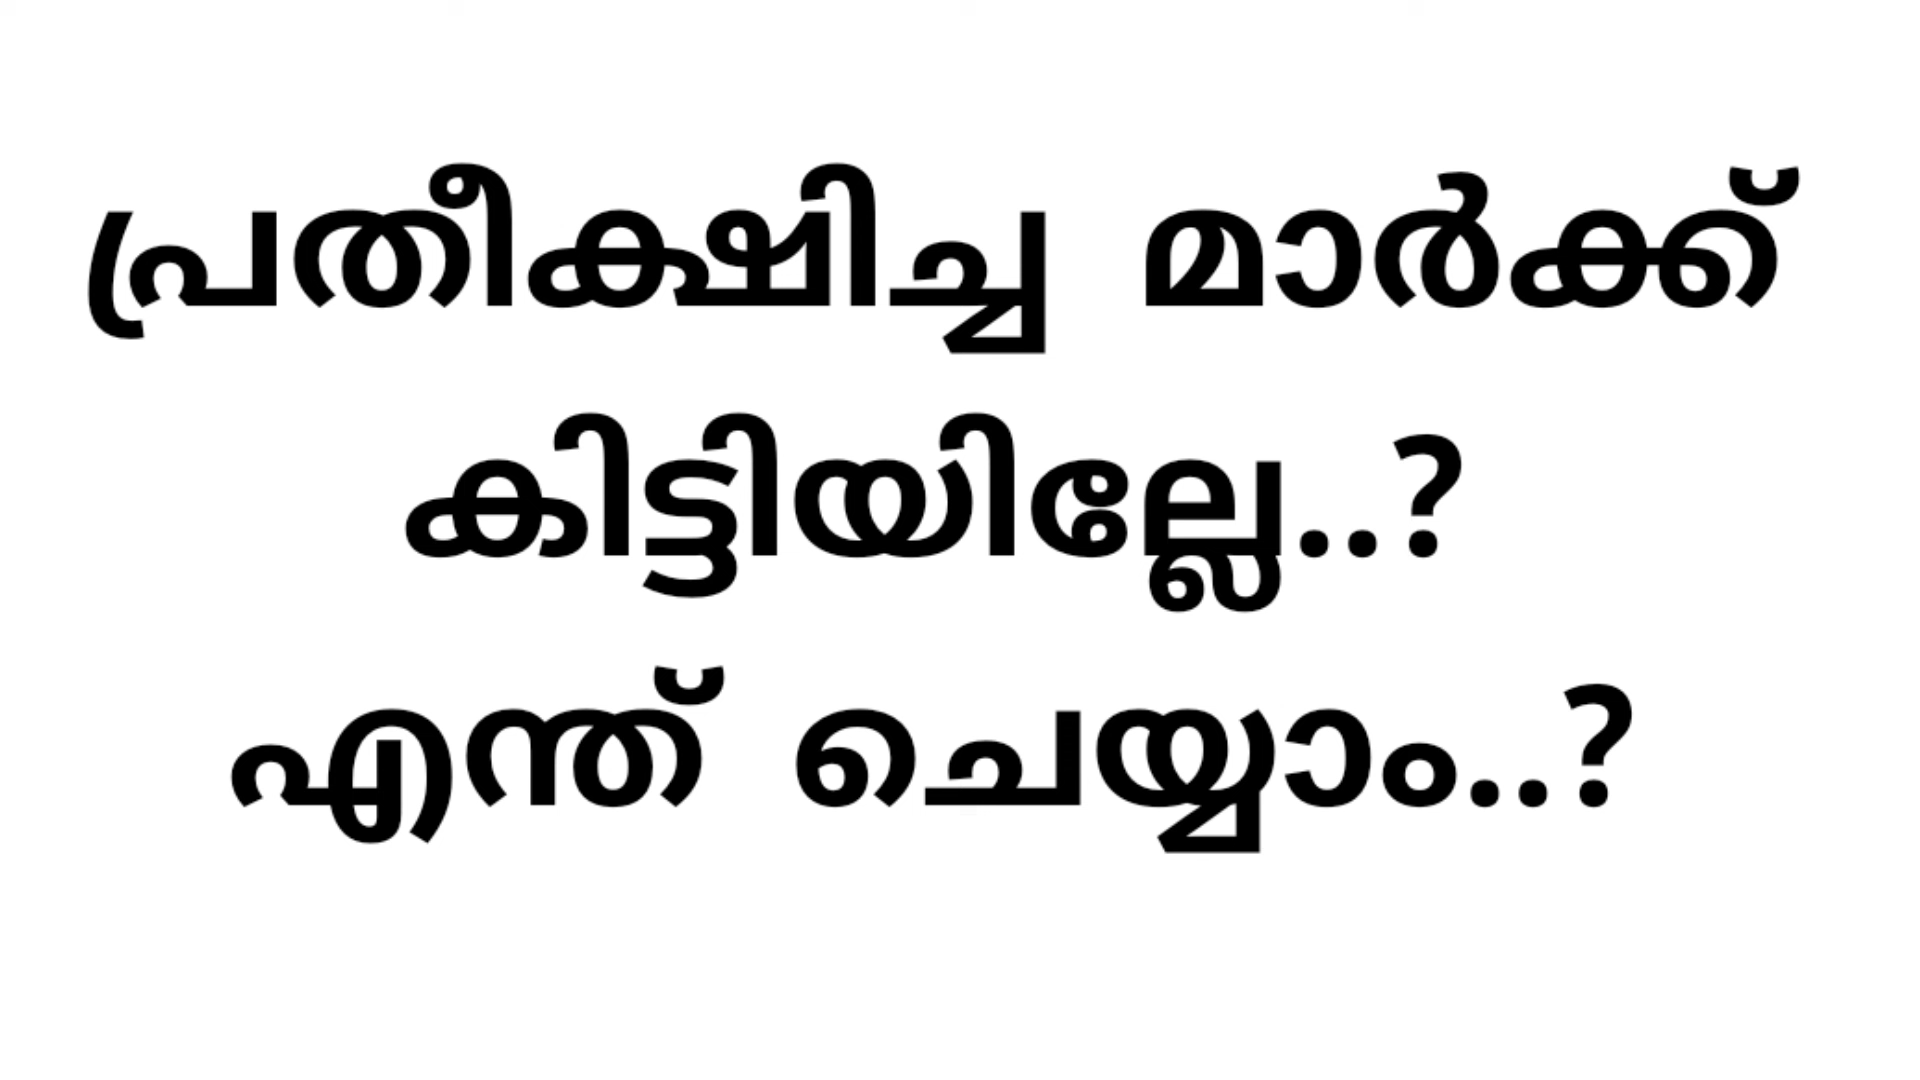 പ്രതീക്ഷിച്ച മാർക്ക്
കിട്ടിയില്ലേ..?
എന്ത് ചെയ്യാം..?